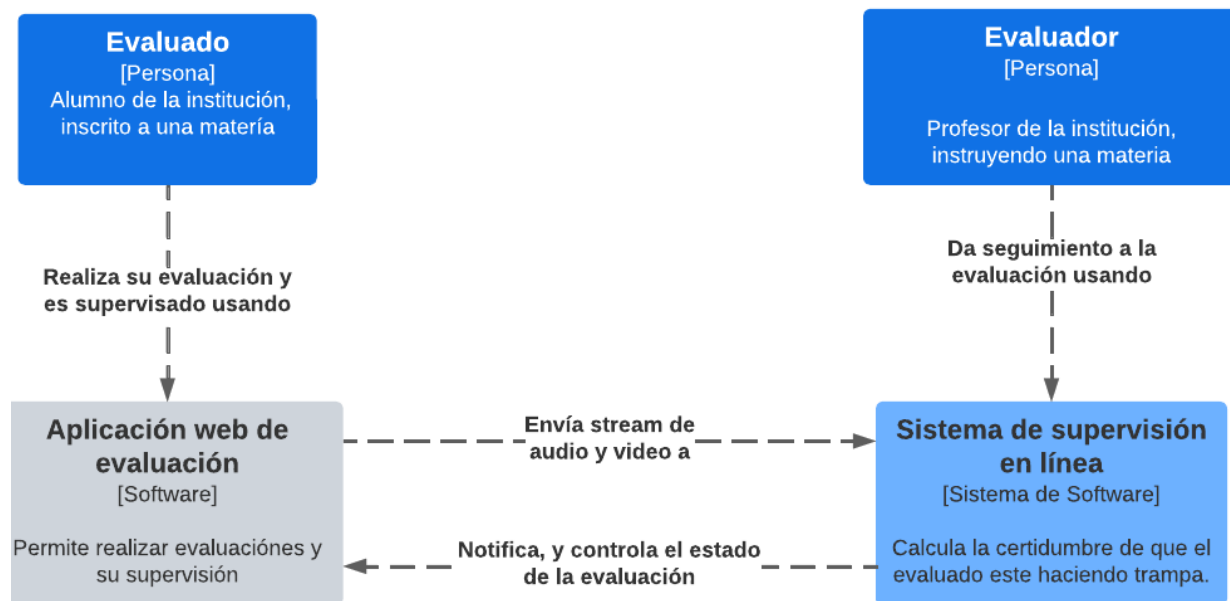 Evaluado
[Persona]
Alumno de la institución,
inscrito a una matería
Evaluador
[Persona]
Profesor de la institución,
instruyendo una materia
Realiza su evaluación y
es supervisado usando
Da seguimiento a la
evaluación usando
Aplicación web de
evaluación
[Software]
Permite realizar evaluaciónes y
su supervisión
Envía stream de
audio y video a
Notifica, y controla el estado
de la evaluación
Sistema de supervisión
en línea
[Sistema de Software]
Calcula la certidumbre de que el
evaluado este haciendo trampa.